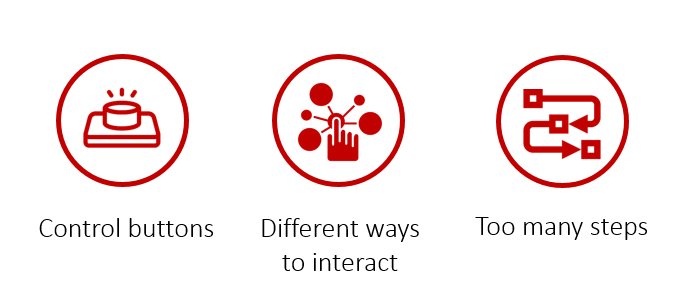 Control buttons
Different ways
to interact
Too many steps